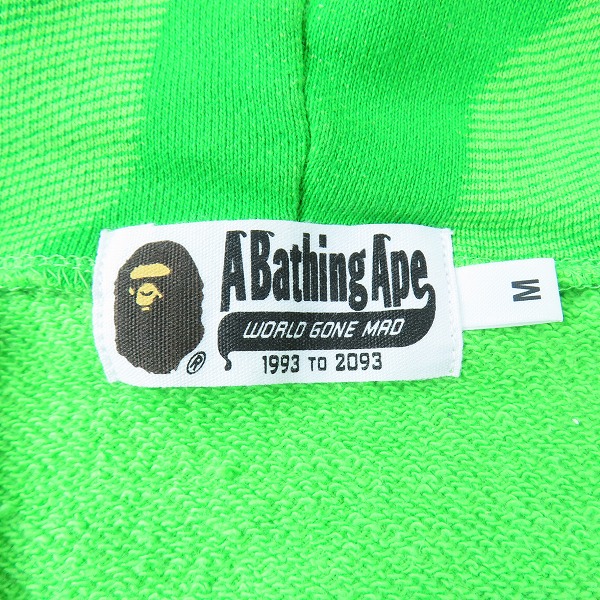 A Bathing Ape
WORLD GONE MAD
1993 TO 2093
®
M